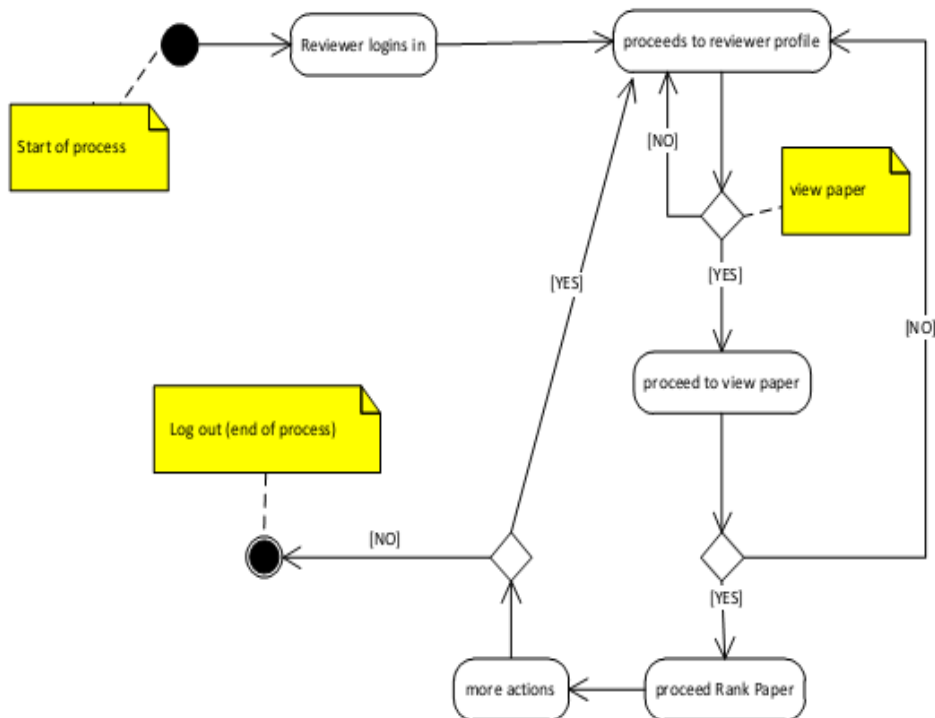 Reviewer logins in
proceeds to reviewer profile
Start of process
[NO]
view paper
[YES]
[YES]
[NO]
proceed to view paper
Log out (end of process)
[NO]
[YES]
more actions
proceed Rank Paper